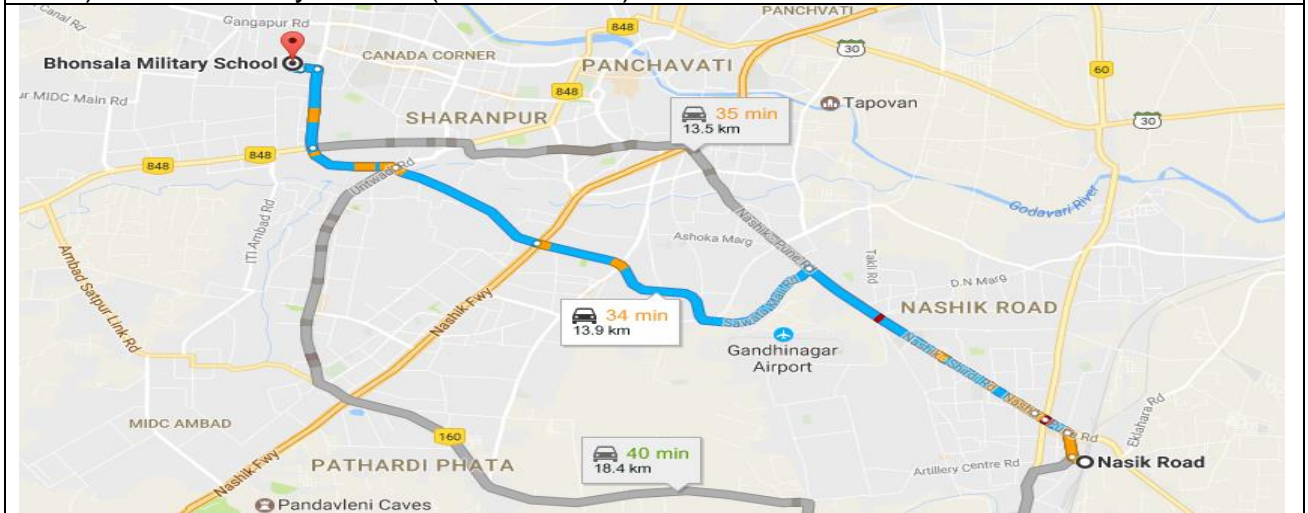 Gangapur Rd
PANCHVATI
848
30
Bhonsala Military School
CANADA CORNER
PANCHAVATI
60
ur MIDC Main Rd
848
35 min
13.5 km
Tapovan
SHARANPUR
30
848
848
Untwadi Rd
Godavari River
ITI Ambad Rd
Nashik - Pune Rd
Ashoka Marg
Takli Rd
D.N Marg
Ambad Satpur Link Rd
Nashik Fwy
34 min
13.9 km
NASHIK ROAD
Gandhinagar
Airport
Nashik - Shirdi Rd
MIDC AMBAD
160
Eklahara Rd
PATHARDI PHATA
40 min
18.4 km
Artillery Centre Rd
Nasik Road
Nashik Fwy
Pandavleni Caves